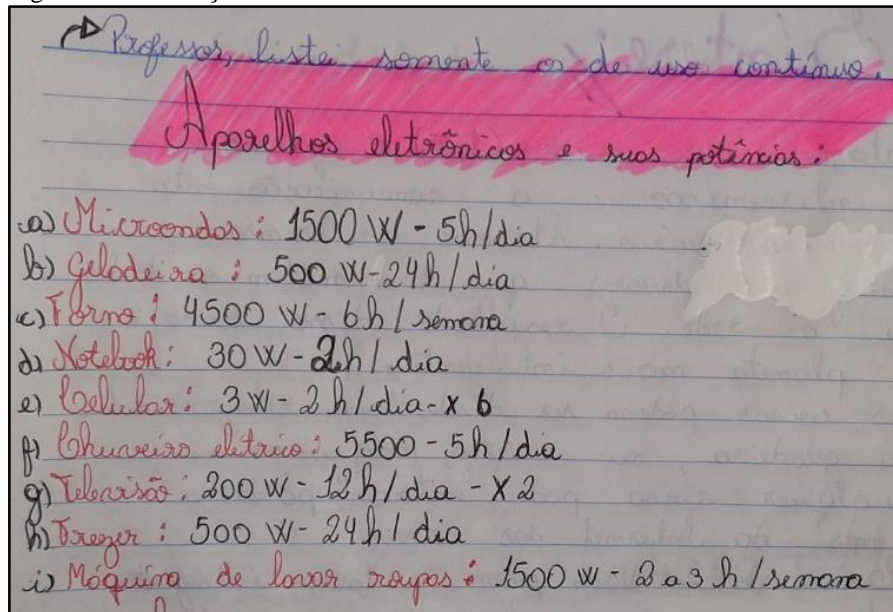 Professor, listei somente os de uso contínuo.
Aparelhos eletrônicos e suas potências:
a) Microondas: 1500 W - 5h/dia
b) Geladeira: 500 W - 24h/dia
c) Forno: 4500 W - 6h/semana
d) Notebook: 30 W - 2h/dia
e) Celular: 3 W - 2h/dia - x 6
f) Chuveiro elétrico: 5500 - 5h/dia
g) Televisão: 200 W - 12h/dia - x 2
h) Freezer: 500 W - 24h/dia
i) Máquina de lavar roupas: 1500 W - 2 a 3 h/semana